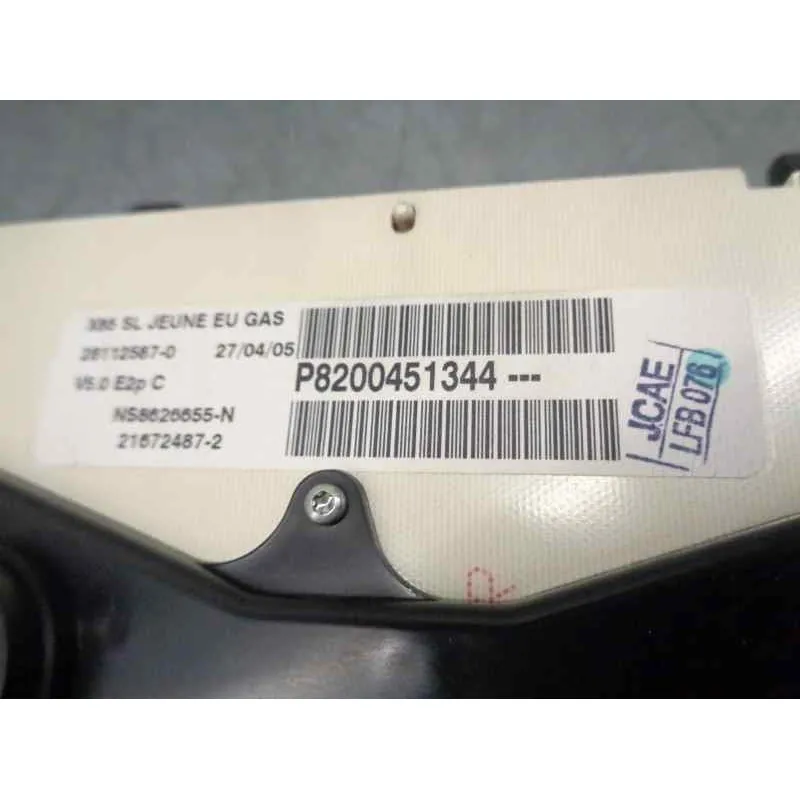 X85 SL JEUNE EU GAS
28112587-0 27/04/05
V5.0 E2p C
P8200451344 ---
NS8626655-N
21672487-2
JCAE
LFB 076